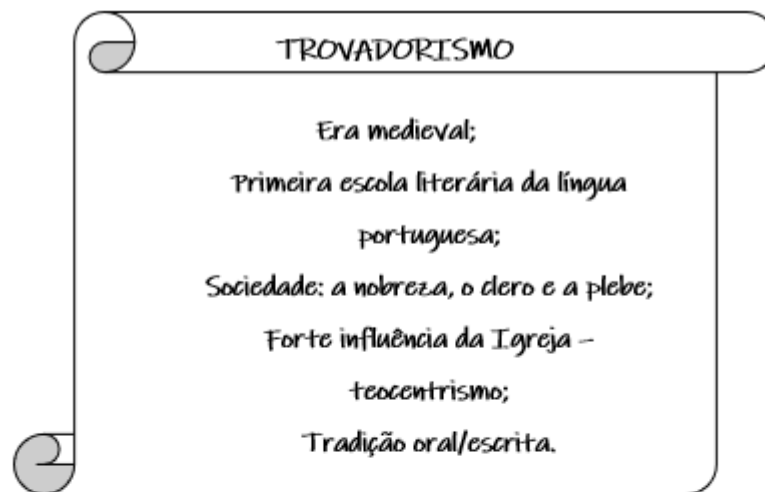 TROVADORISMO
Era medieval;
Primeira escola literária da língua
portuguesa;
Sociedade: a nobreza, o clero e a plebe;
Forte influência da Igreja –
teocentrismo;
Tradição oral/escrita.